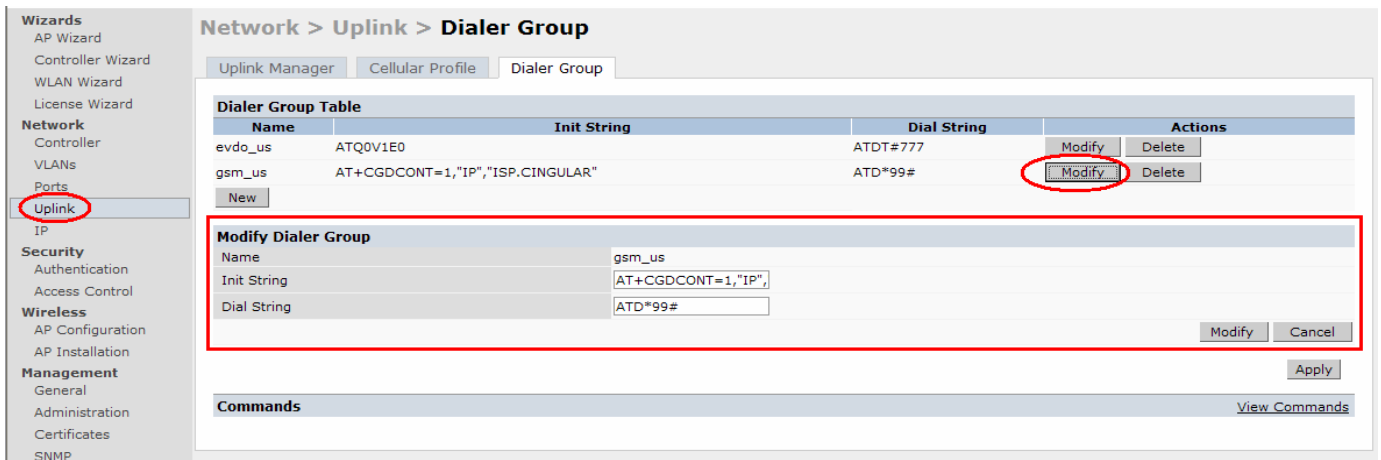 Wizards
AP Wizard
Controller Wizard
WLAN Wizard
License Wizard
Network
Controller
VLANs
Ports
Uplink
IP
Security
Authentication
Access Control
Wireless
AP Configuration
AP Installation
Management
General
Administration
Certificates
SNMP
Network > Uplink > Dialer Group
Uplink Manager Cellular Profile Dialer Group
Dialer Group Table
Name Init String Dial String Actions
evdo_us ATQ0V1E0 ATDT#777 Modify Delete
gsm_us AT+CGDCONT=1,"IP","ISP.CINGULAR" ATD*99# Modify Delete
New
Modify Dialer Group
Name gsm_us
Init String AT+CGDCONT=1,"IP",
Dial String ATD*99#
Modify Cancel
Apply
Commands View Commands